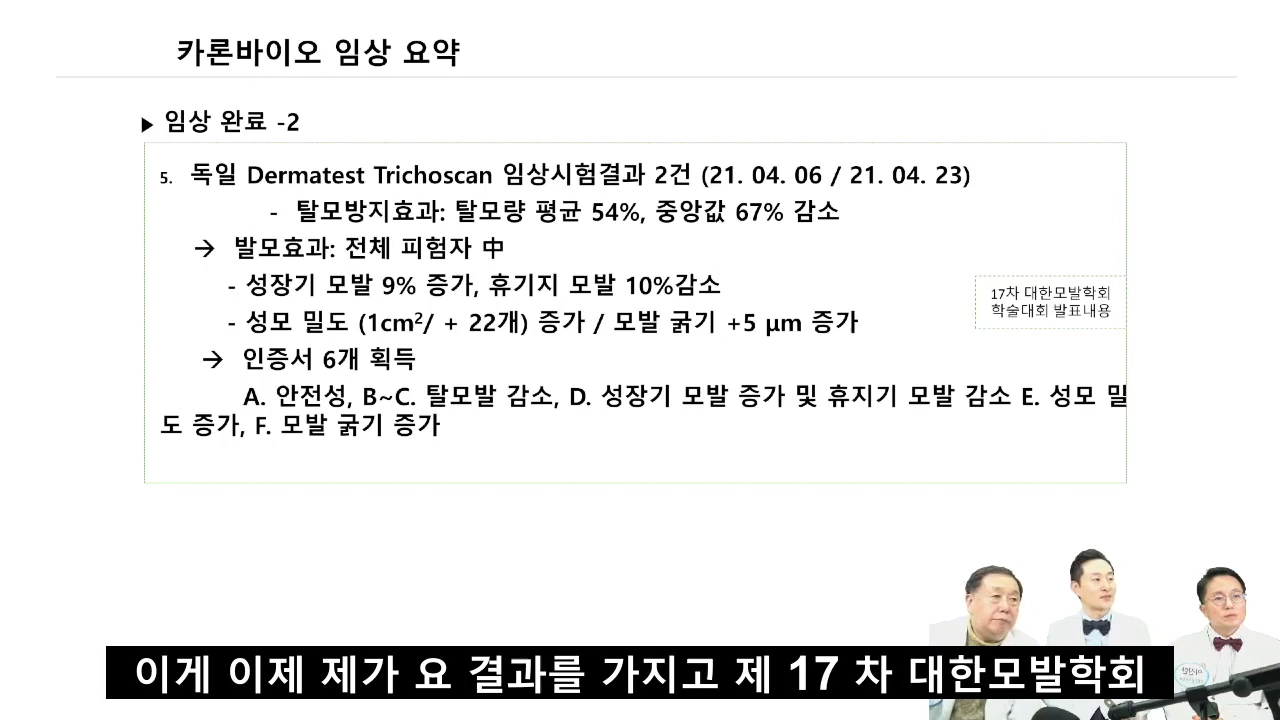 카론바이오 임상 요약
▶ 임상 완료 -2
5. 독일 Dermatest Trichoscan 임상시험결과 2건 (21. 04. 06 / 21. 04. 23)
- 탈모방지효과: 탈모량 평균 54%, 중앙값 67% 감소
→ 발모효과: 전체 피험자 中
- 성장기 모발 9% 증가, 휴기지 모발 10%감소
17차 대한모발학회
학술대회 발표내용
- 성모 밀도 (1cm²/ + 22개) 증가 / 모발 굵기 +5 μm 증가
→ 인증서 6개 획득
A. 안전성, B~C. 탈모발 감소, D. 성장기 모발 증가 및 휴지기 모발 감소 E. 성모 밀
도 증가, F. 모발 굵기 증가
이게 이제 제가 요 결과를 가지고 제 17 차 대한모발학회